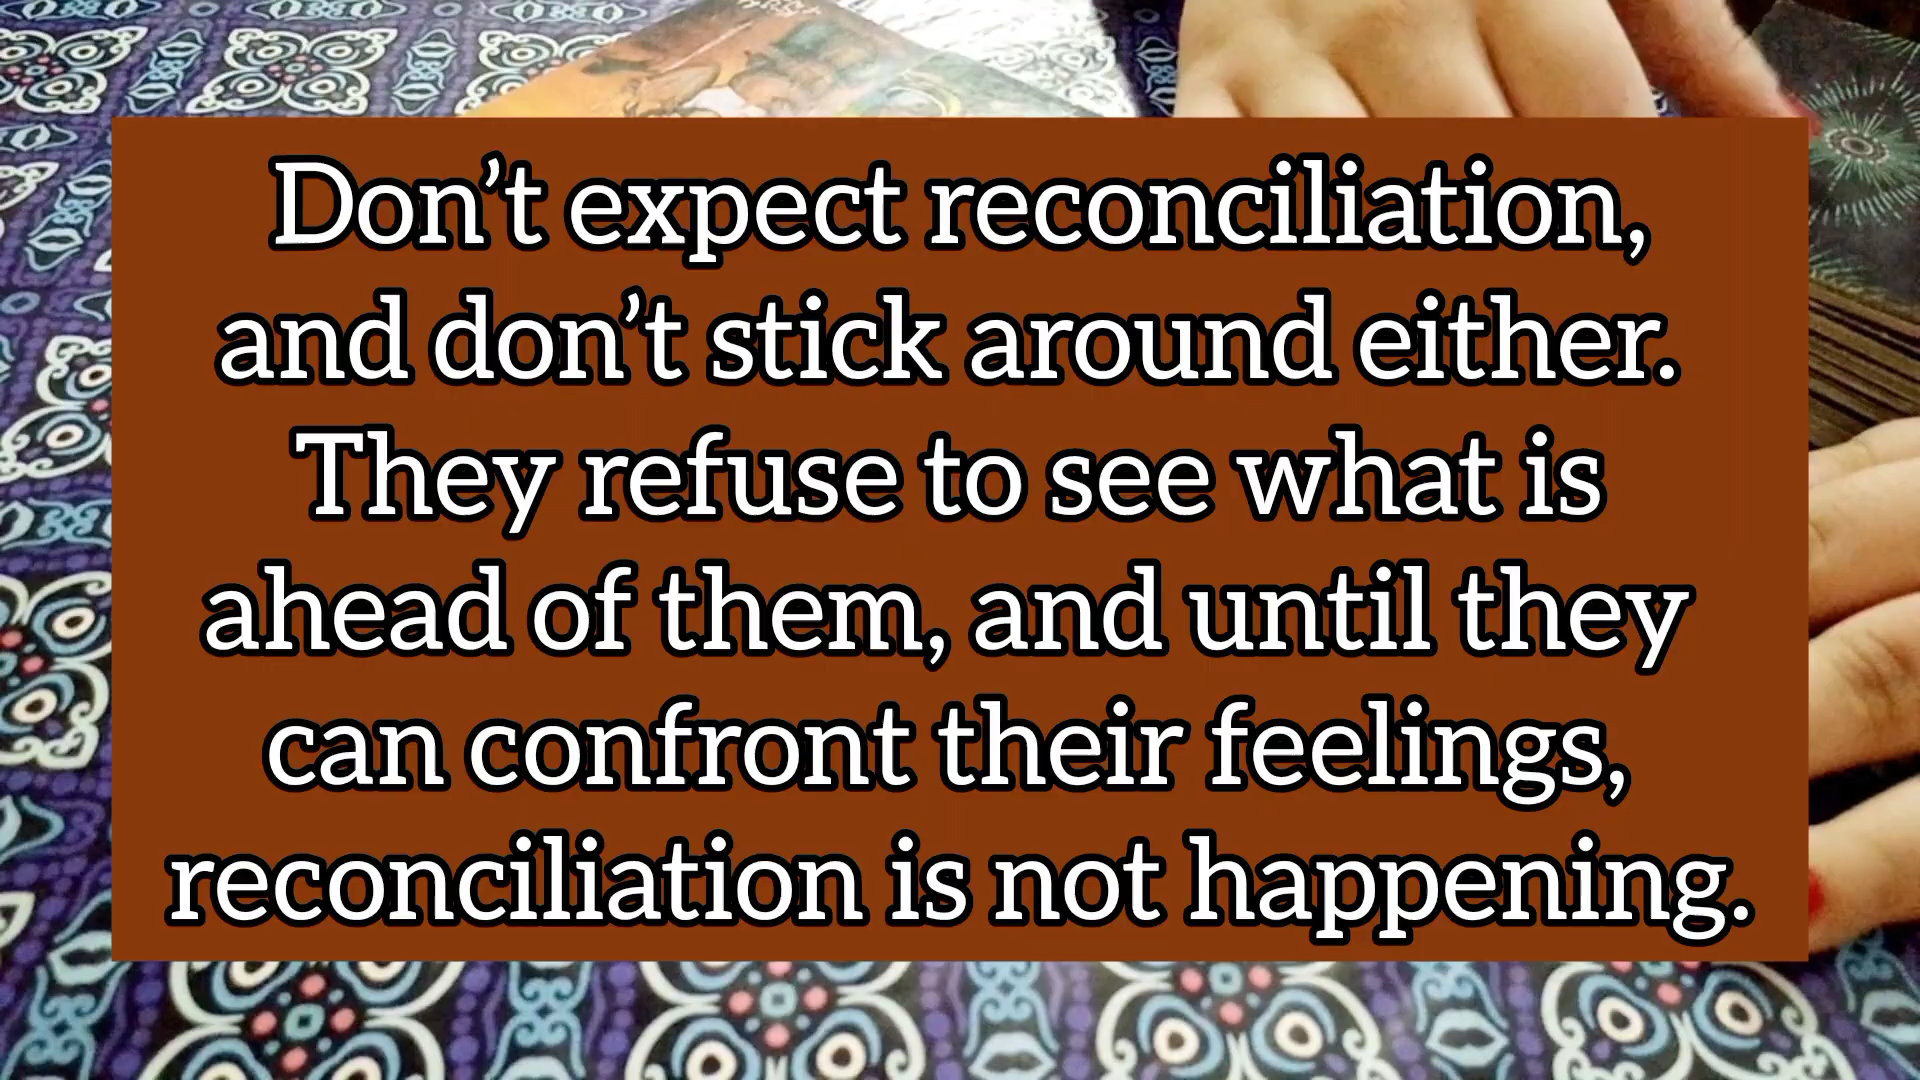 Don’t expect reconciliation,
and don’t stick around either.
They refuse to see what is
ahead of them, and until they
can confront their feelings,
reconciliation is not happening.